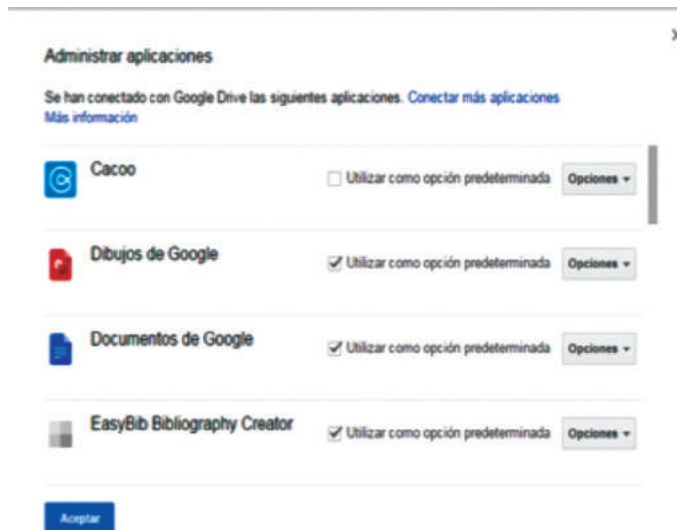 Administrar aplicaciones
Se han conectado con Google Drive las siguientes aplicaciones. Conectar más aplicaciones
Más información
Cacoo
Utilizar como opción predeterminada Opciones
Dibujos de Google
Utilizar como opción predeterminada Opciones
Documentos de Google
Utilizar como opción predeterminada Opciones
EasyBib Bibliography Creator
Utilizar como opción predeterminada Opciones
Aceptar